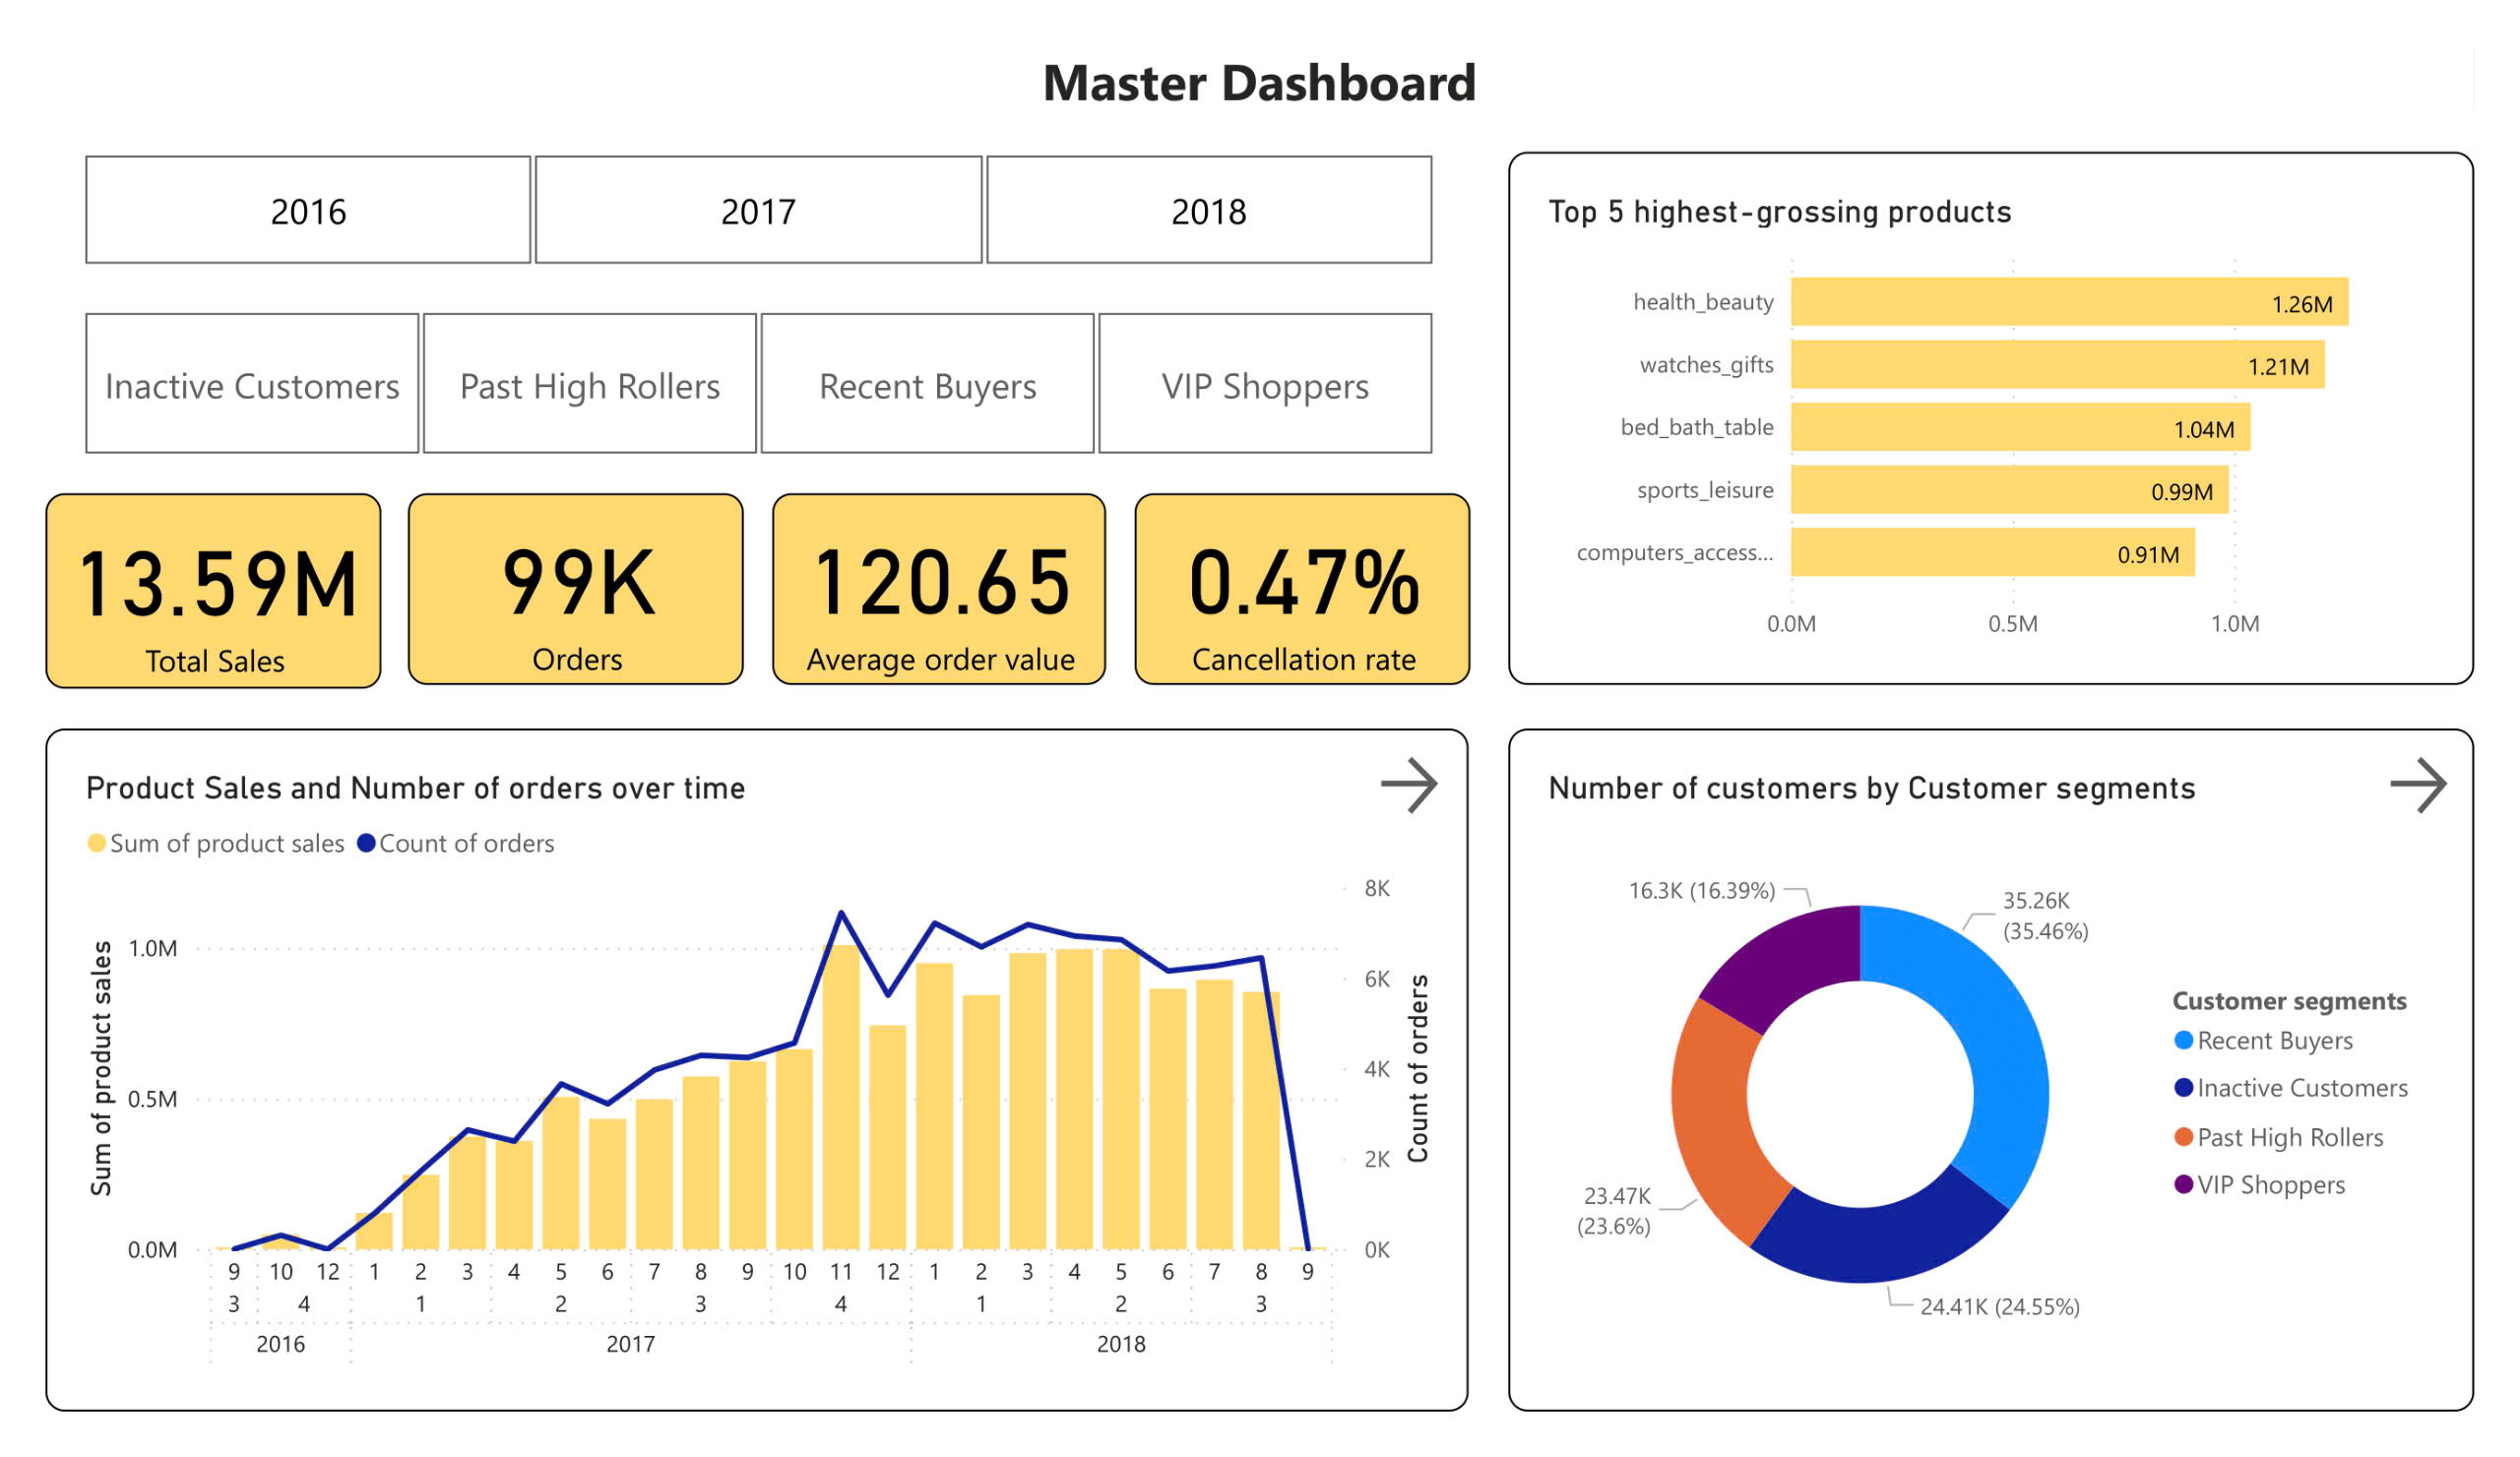 Master Dashboard
2016 2017 2018
Inactive Customers Past High Rollers Recent Buyers VIP Shoppers
13.59M 99K 120.65 0.47%
Total Sales Orders Average order value Cancellation rate
Top 5 highest-grossing products
health_beauty 1.26M
watches_gifts 1.21M
bed_bath_table 1.04M
sports_leisure 0.99M
computers_access... 0.91M
0.0M 0.5M 1.0M
Product Sales and Number of orders over time
Sum of product sales Count of orders
Sum of product sales
1.0M
0.5M
0.0M
8K
6K
4K
2K
0K
Count of orders
9 10 12 1 2 3 4 5 6 7 8 9 10 11 12 1 2 3 4 5 6 7 8 9
3 4 1 2 3 4 1 2 3
2016 2017 2018
Number of customers by Customer segments
16.3K (16.39%)
35.26K
(35.46%)
23.47K
(23.6%)
24.41K (24.55%)
Customer segments
Recent Buyers
Inactive Customers
Past High Rollers
VIP Shoppers